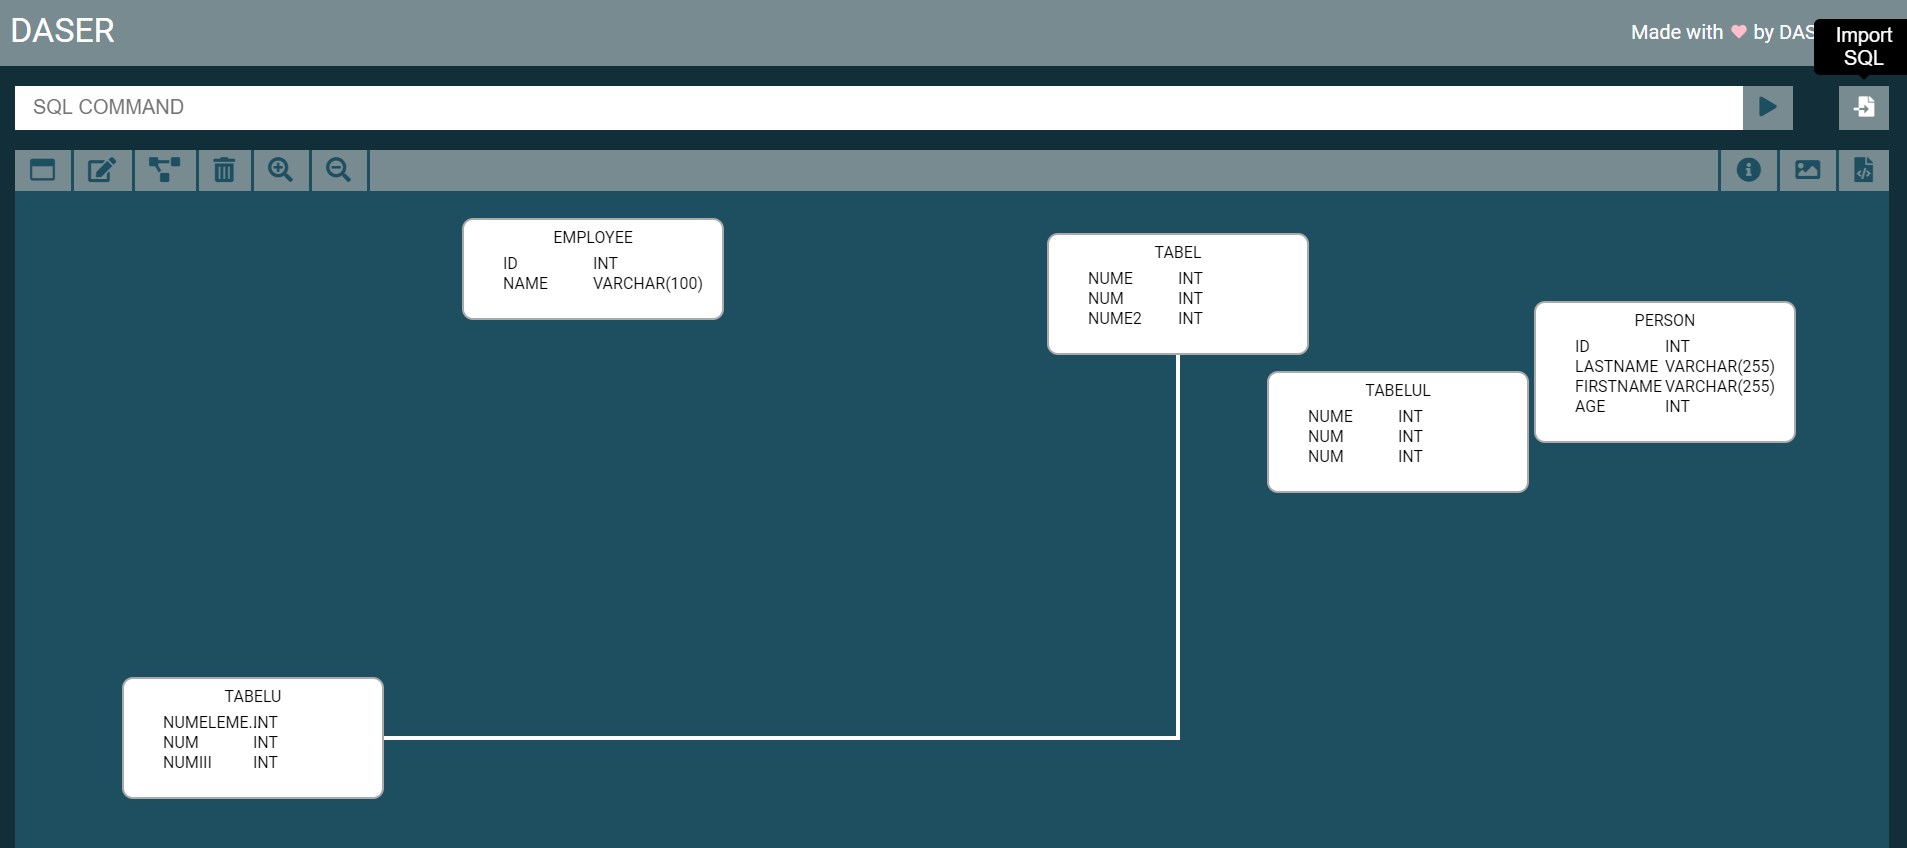 DASER
Made with ❤ by DAS
Import
SQL
SQL COMMAND
EMPLOYEE
ID INT
NAME VARCHAR(100)
TABEL
NUME INT
NUM INT
NUME2 INT
PERSON
ID INT
LASTNAME VARCHAR(255)
FIRSTNAME VARCHAR(255)
AGE INT
TABELUL
NUME INT
NUM INT
NUM INT
TABELU
NUMELEME. INT
NUM INT
NUMIII INT